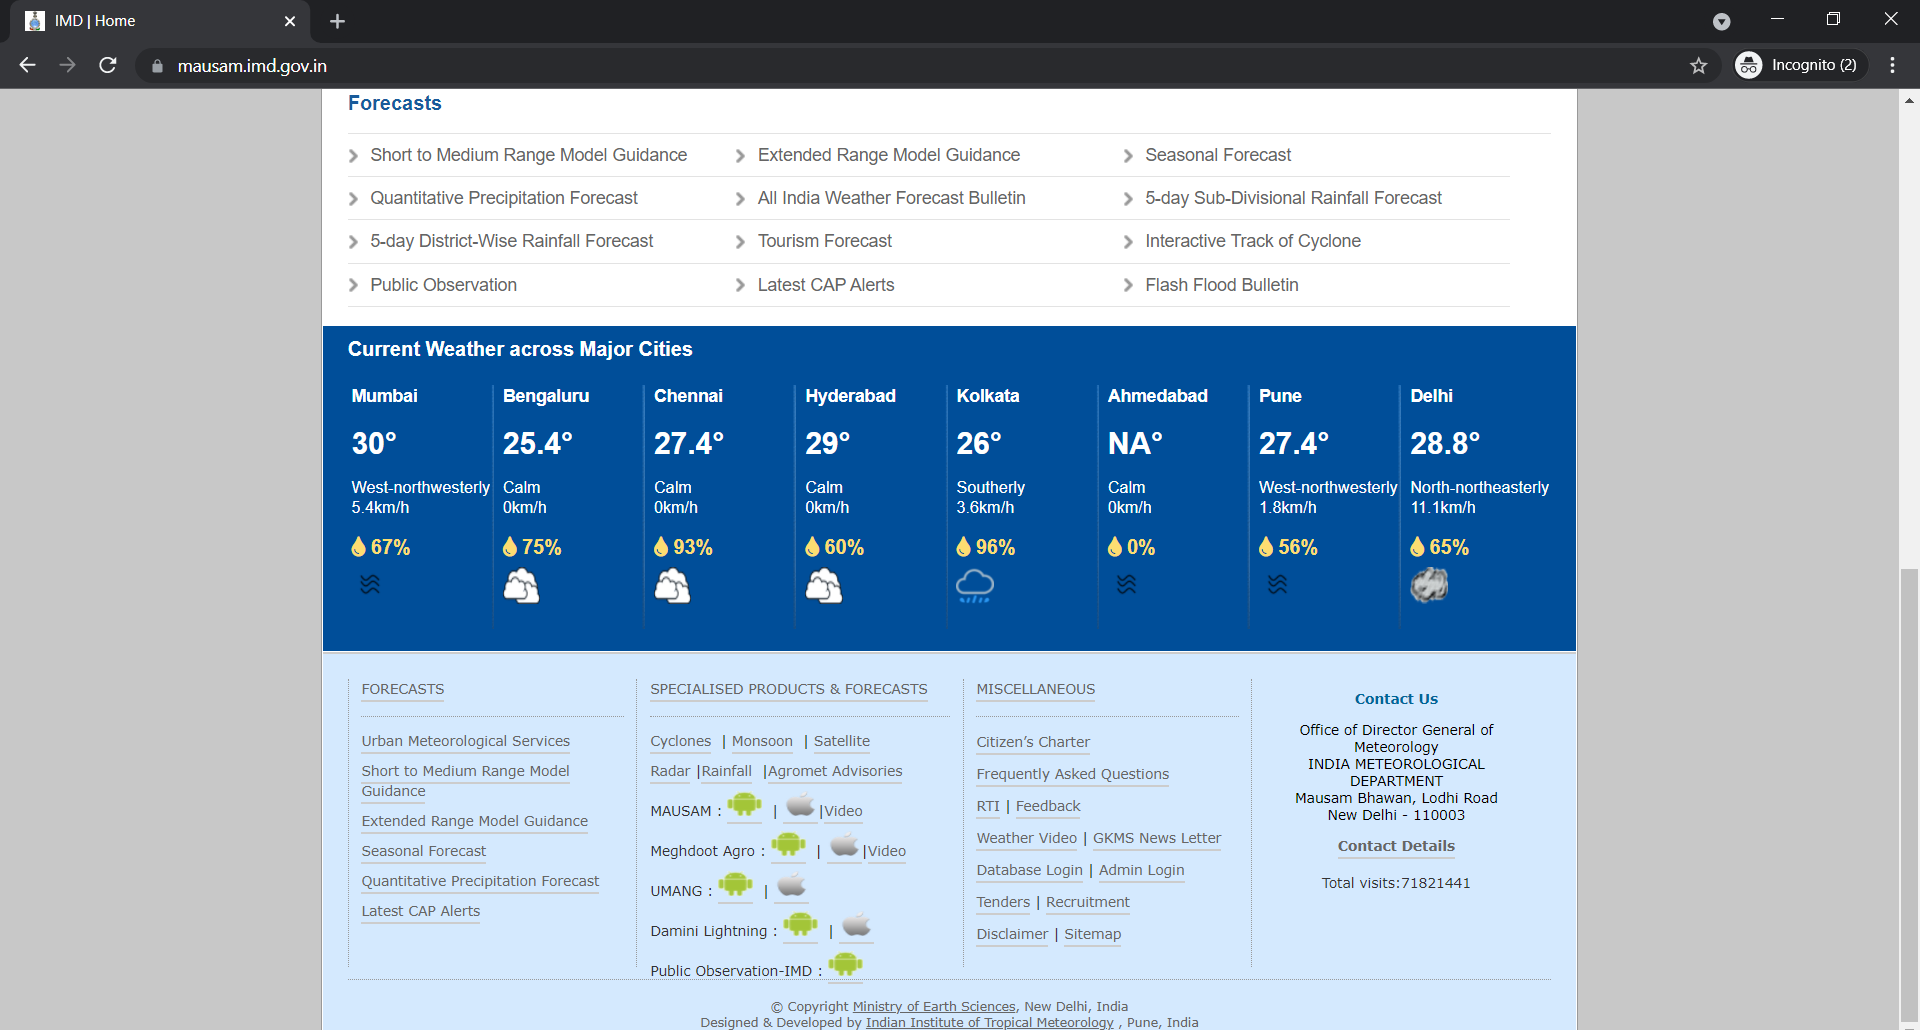 IMD | Home
mausam.imd.gov.in
Incognito (2)
Forecasts
Short to Medium Range Model Guidance
Extended Range Model Guidance
Seasonal Forecast
Quantitative Precipitation Forecast
All India Weather Forecast Bulletin
5-day Sub-Divisional Rainfall Forecast
5-day District-Wise Rainfall Forecast
Tourism Forecast
Interactive Track of Cyclone
Public Observation
Latest CAP Alerts
Flash Flood Bulletin
Current Weather across Major Cities
Mumbai
30°
West-northwesterly
5.4km/h
67%
Bengaluru
25.4°
Calm
0km/h
75%
Chennai
27.4°
Calm
0km/h
93%
Hyderabad
29°
Calm
0km/h
60%
Kolkata
26°
Southerly
3.6km/h
96%
Ahmedabad
NA°
Calm
0km/h
0%
Pune
27.4°
West-northwesterly
1.8km/h
56%
Delhi
28.8°
North-northeasterly
11.1km/h
65%
FORECASTS
Urban Meteorological Services
Short to Medium Range Model
Guidance
Extended Range Model Guidance
Seasonal Forecast
Quantitative Precipitation Forecast
Latest CAP Alerts
SPECIALISED PRODUCTS & FORECASTS
Cyclones | Monsoon | Satellite
Radar |Rainfall |Agromet Advisories
MAUSAM : | |Video
Meghdoot Agro : | |Video
UMANG : |
Damini Lightning : |
Public Observation-IMD :
MISCELLANEOUS
Citizen’s Charter
Frequently Asked Questions
RTI | Feedback
Weather Video | GKMS News Letter
Database Login | Admin Login
Tenders | Recruitment
Disclaimer | Sitemap
Contact Us
Office of Director General of
Meteorology
INDIA METEOROLOGICAL
DEPARTMENT
Mausam Bhawan, Lodhi Road
New Delhi - 110003
Contact Details
Total visits:71821441
© Copyright Ministry of Earth Sciences, New Delhi, India
Designed & Developed by Indian Institute of Tropical Meteorology , Pune, India